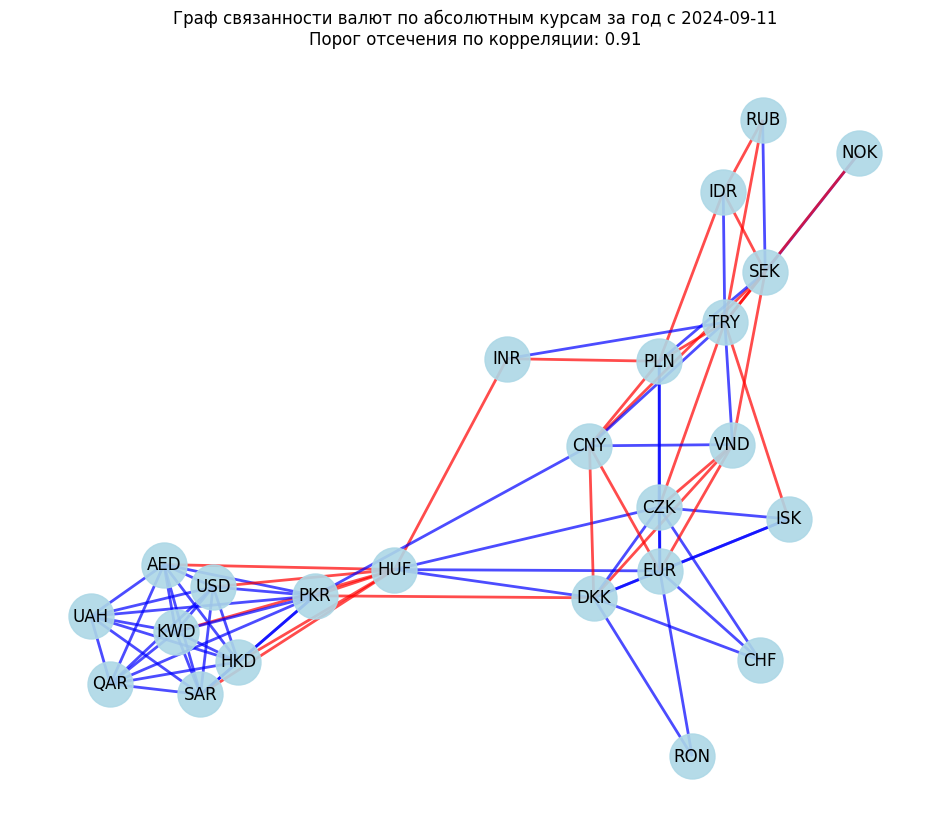 Граф связанности валют по абсолютным курсам за год с 2024-09-11
Порог отсечения по корреляции: 0.91
RUB
NOK
IDR
SEK
TRY
INR
PLN
CNY
VND
CZK
ISK
AED
HUF
EUR
USD
PKR
DKK
UAH
KWD
HKD
CHF
QAR
SAR
RON